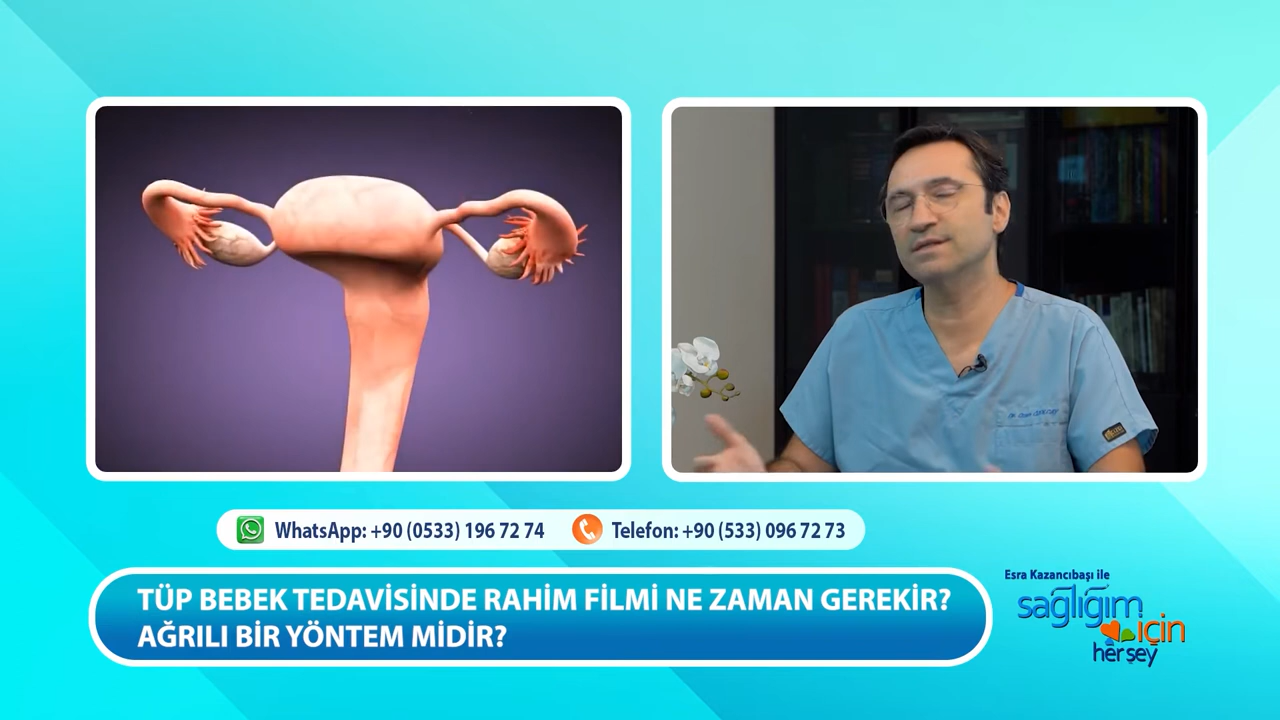 WhatsApp: +90 (0533) 196 72 74
Telefon: +90 (533) 096 72 73
TÜP BEBEK TEDAVİSİNDE RAHİM FİLMİ NE ZAMAN GEREKİR?
AĞRILI BİR YÖNTEM MİDİR?
Esra Kazancıbaşı ile
sağlığım
için
herşey